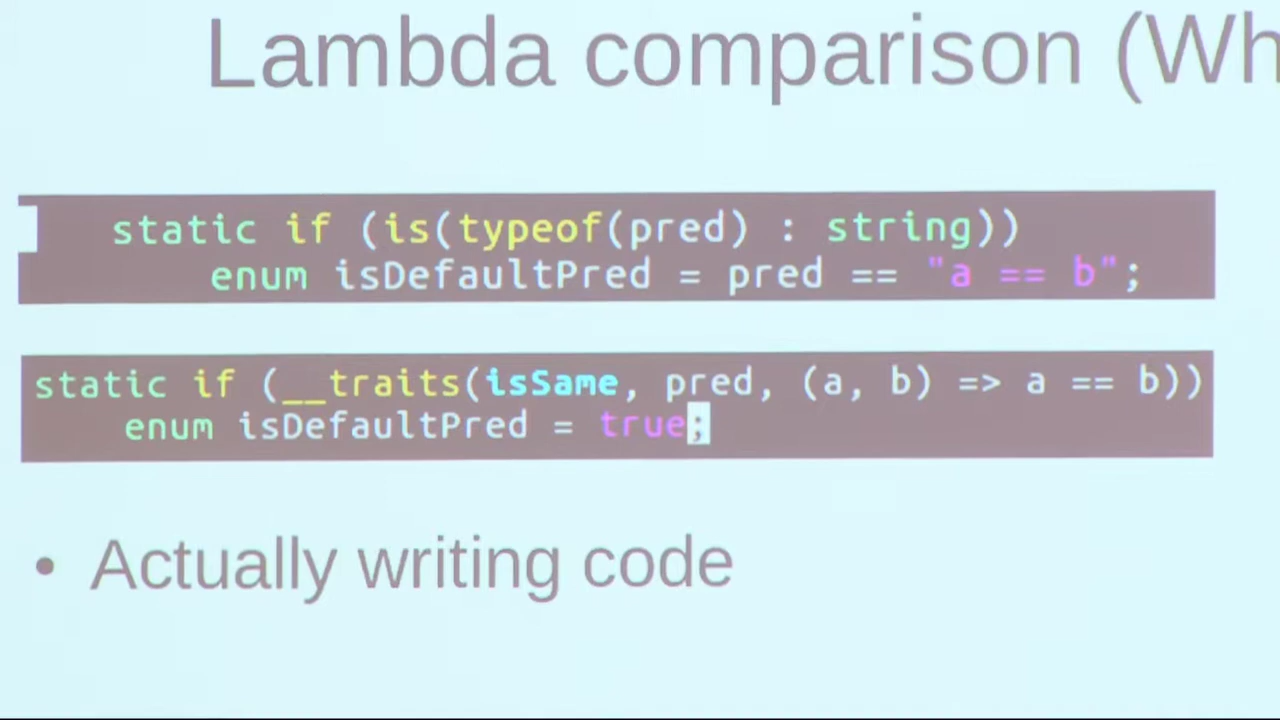 Lambda comparison (Wh
static if (is(typeof(pred) : string))
enum isDefaultPred = pred == "a == b";
static if (__traits(isSame, pred, (a, b) => a == b))
enum isDefaultPred = true;
• Actually writing code